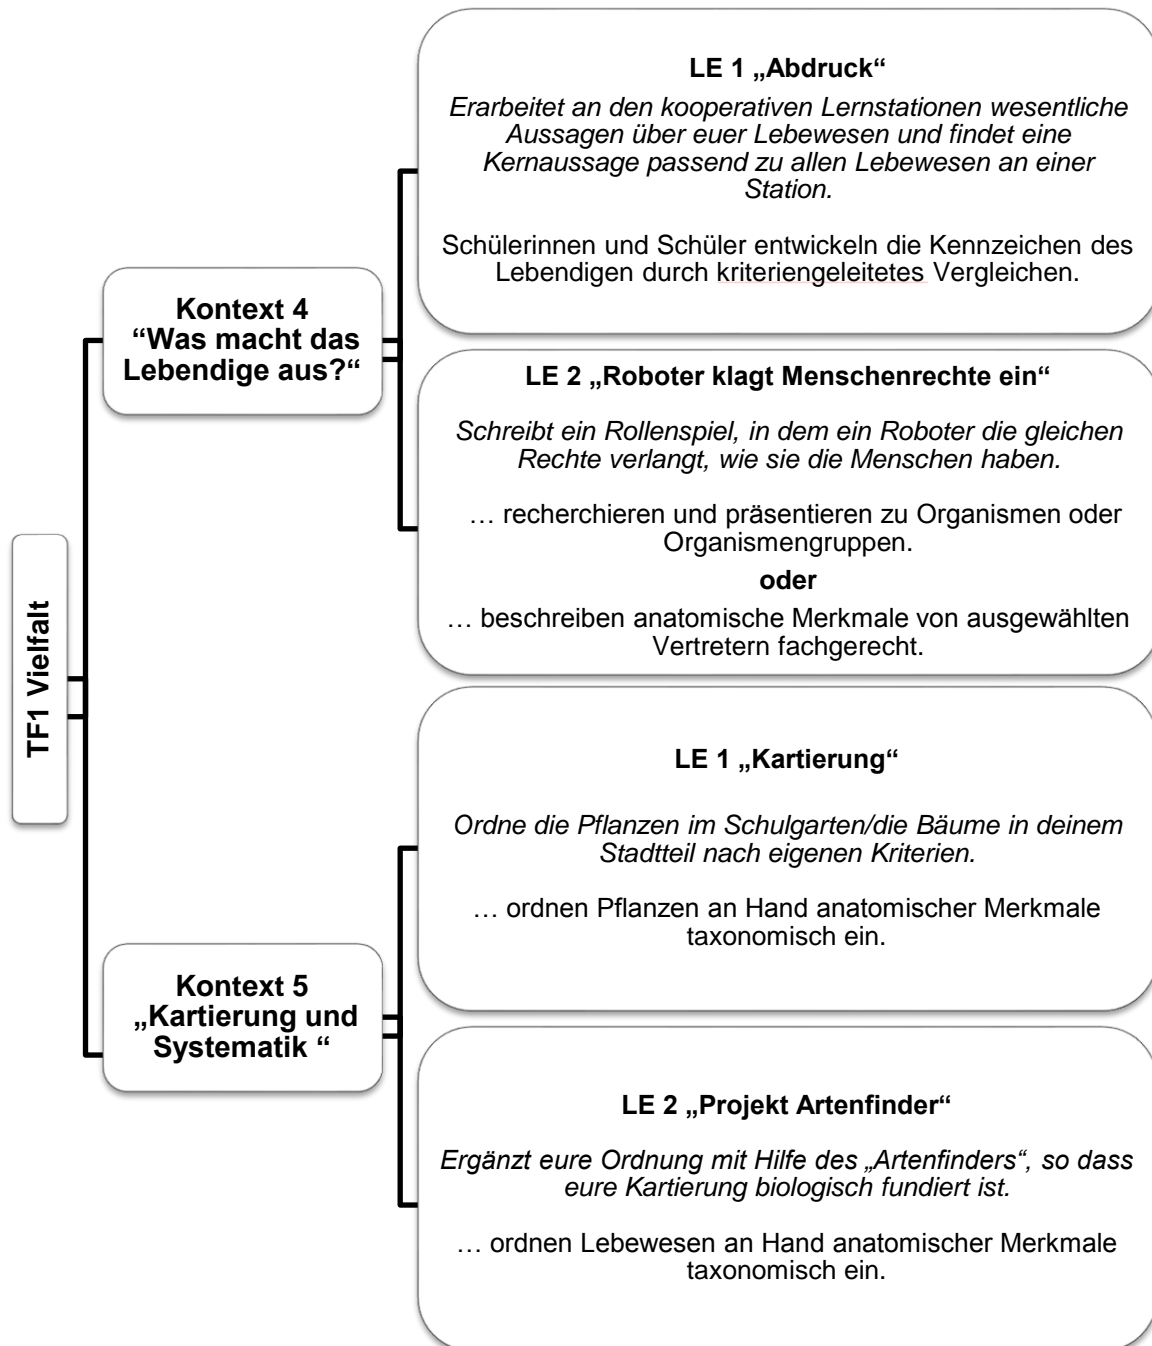 TF1 Vielfalt
Kontext 4
“Was macht das
Lebendige aus?“
LE 1 „Abdruck“
Erarbeitet an den kooperativen Lernstationen wesentliche
Aussagen über euer Lebewesen und findet eine
Kernaussage passend zu allen Lebewesen an einer
Station.
Schülerinnen und Schüler entwickeln die Kennzeichen des
Lebendigen durch kriteriengeleitetes Vergleichen.
LE 2 „Roboter klagt Menschenrechte ein“
Schreibt ein Rollenspiel, in dem ein Roboter die gleichen
Rechte verlangt, wie sie die Menschen haben.
… recherchieren und präsentieren zu Organismen oder
Organismengruppen.
oder
… beschreiben anatomische Merkmale von ausgewählten
Vertretern fachgerecht.
Kontext 5
„Kartierung und
Systematik “
LE 1 „Kartierung“
Ordne die Pflanzen im Schulgarten/die Bäume in deinem
Stadtteil nach eigenen Kriterien.
… ordnen Pflanzen an Hand anatomischer Merkmale
taxonomisch ein.
LE 2 „Projekt Artenfinder“
Ergänzt eure Ordnung mit Hilfe des „Artenfinders“, so dass
eure Kartierung biologisch fundiert ist.
… ordnen Lebewesen an Hand anatomischer Merkmale
taxonomisch ein.